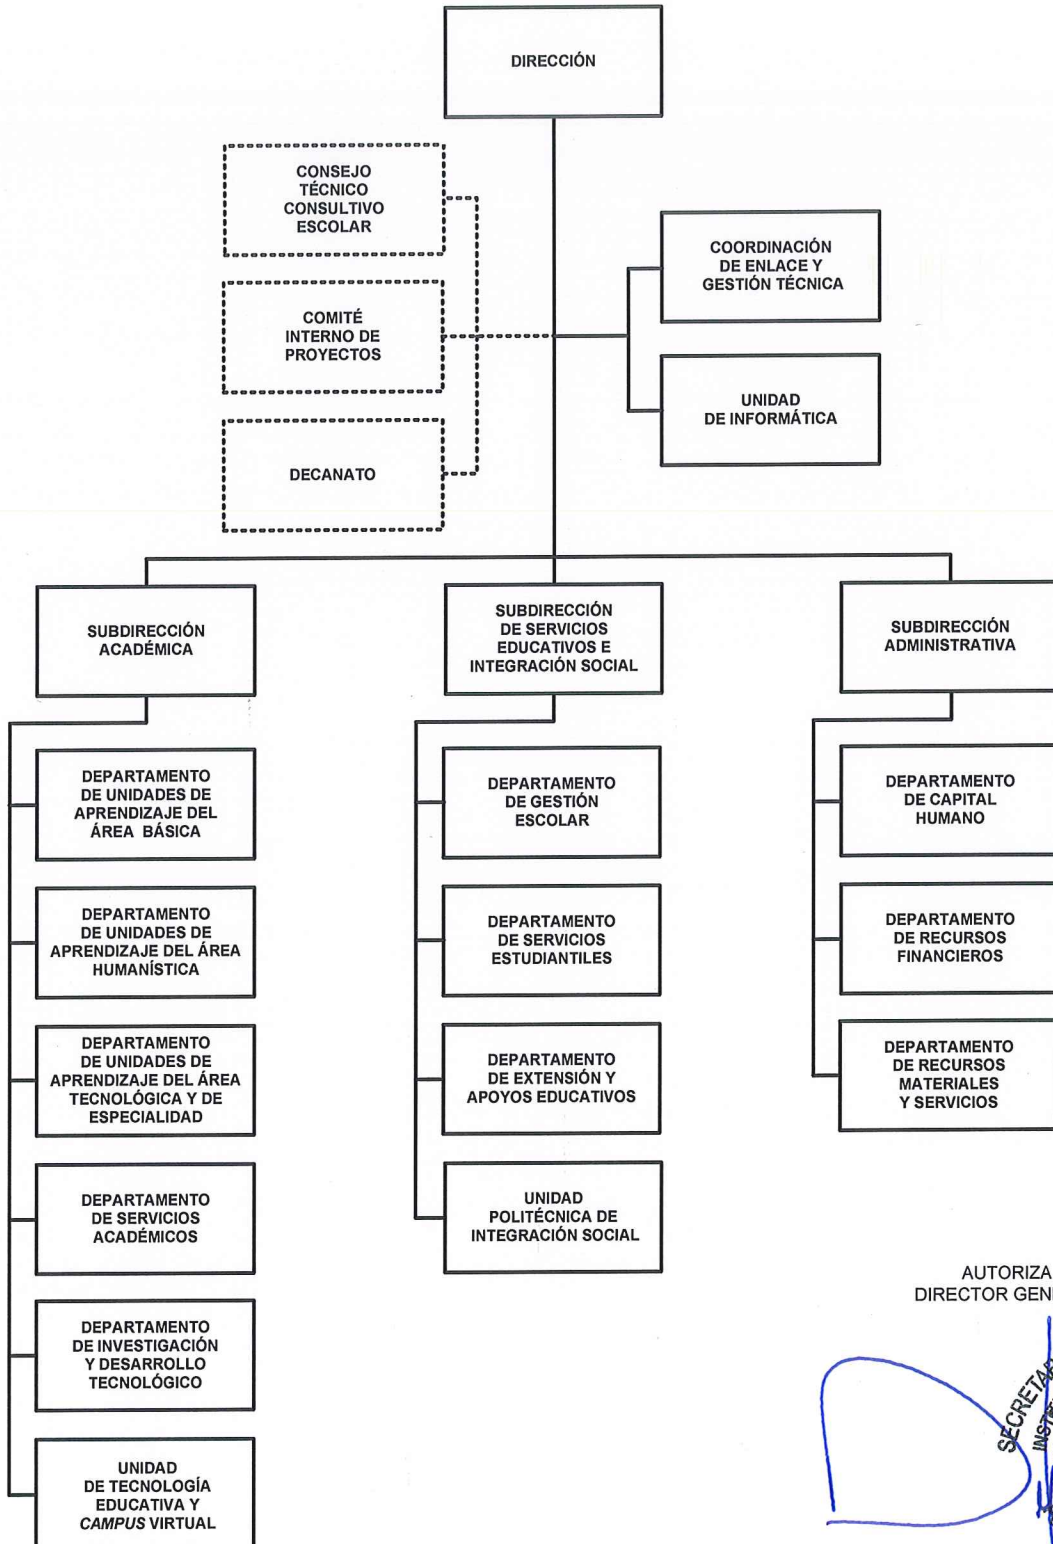 DIRECCIÓN
CONSEJO
TÉCNICO
CONSULTIVO
ESCOLAR
COORDINACIÓN
DE ENLACE Y
GESTIÓN TÉCNICA
COMITÉ
INTERNO DE
PROYECTOS
UNIDAD
DE INFORMÁTICA
DECANATO
SUBDIRECCIÓN
ACADÉMICA
DEPARTAMENTO
DE UNIDADES DE
APRENDIZAJE DEL
ÁREA BÁSICA
DEPARTAMENTO
DE UNIDADES DE
APRENDIZAJE DEL ÁREA
HUMANÍSTICA
DEPARTAMENTO
DE UNIDADES DE
APRENDIZAJE DEL ÁREA
TECNOLÓGICA Y DE
ESPECIALIDAD
DEPARTAMENTO
DE SERVICIOS
ACADÉMICOS
DEPARTAMENTO
DE INVESTIGACIÓN
Y DESARROLLO
TECNOLÓGICO
UNIDAD
DE TECNOLOGÍA
EDUCATIVA Y
CAMPUS VIRTUAL
SUBDIRECCIÓN
DE SERVICIOS
EDUCATIVOS E
INTEGRACIÓN SOCIAL
DEPARTAMENTO
DE GESTIÓN
ESCOLAR
DEPARTAMENTO
DE SERVICIOS
ESTUDIANTILES
DEPARTAMENTO
DE EXTENSIÓN Y
APOYOS EDUCATIVOS
UNIDAD
POLITÉCNICA DE
INTEGRACIÓN SOCIAL
SUBDIRECCIÓN
ADMINISTRATIVA
DEPARTAMENTO
DE CAPITAL
HUMANO
DEPARTAMENTO
DE RECURSOS
FINANCIEROS
DEPARTAMENTO
DE RECURSOS
MATERIALES
Y SERVICIOS
AUTORIZA
DIRECTOR